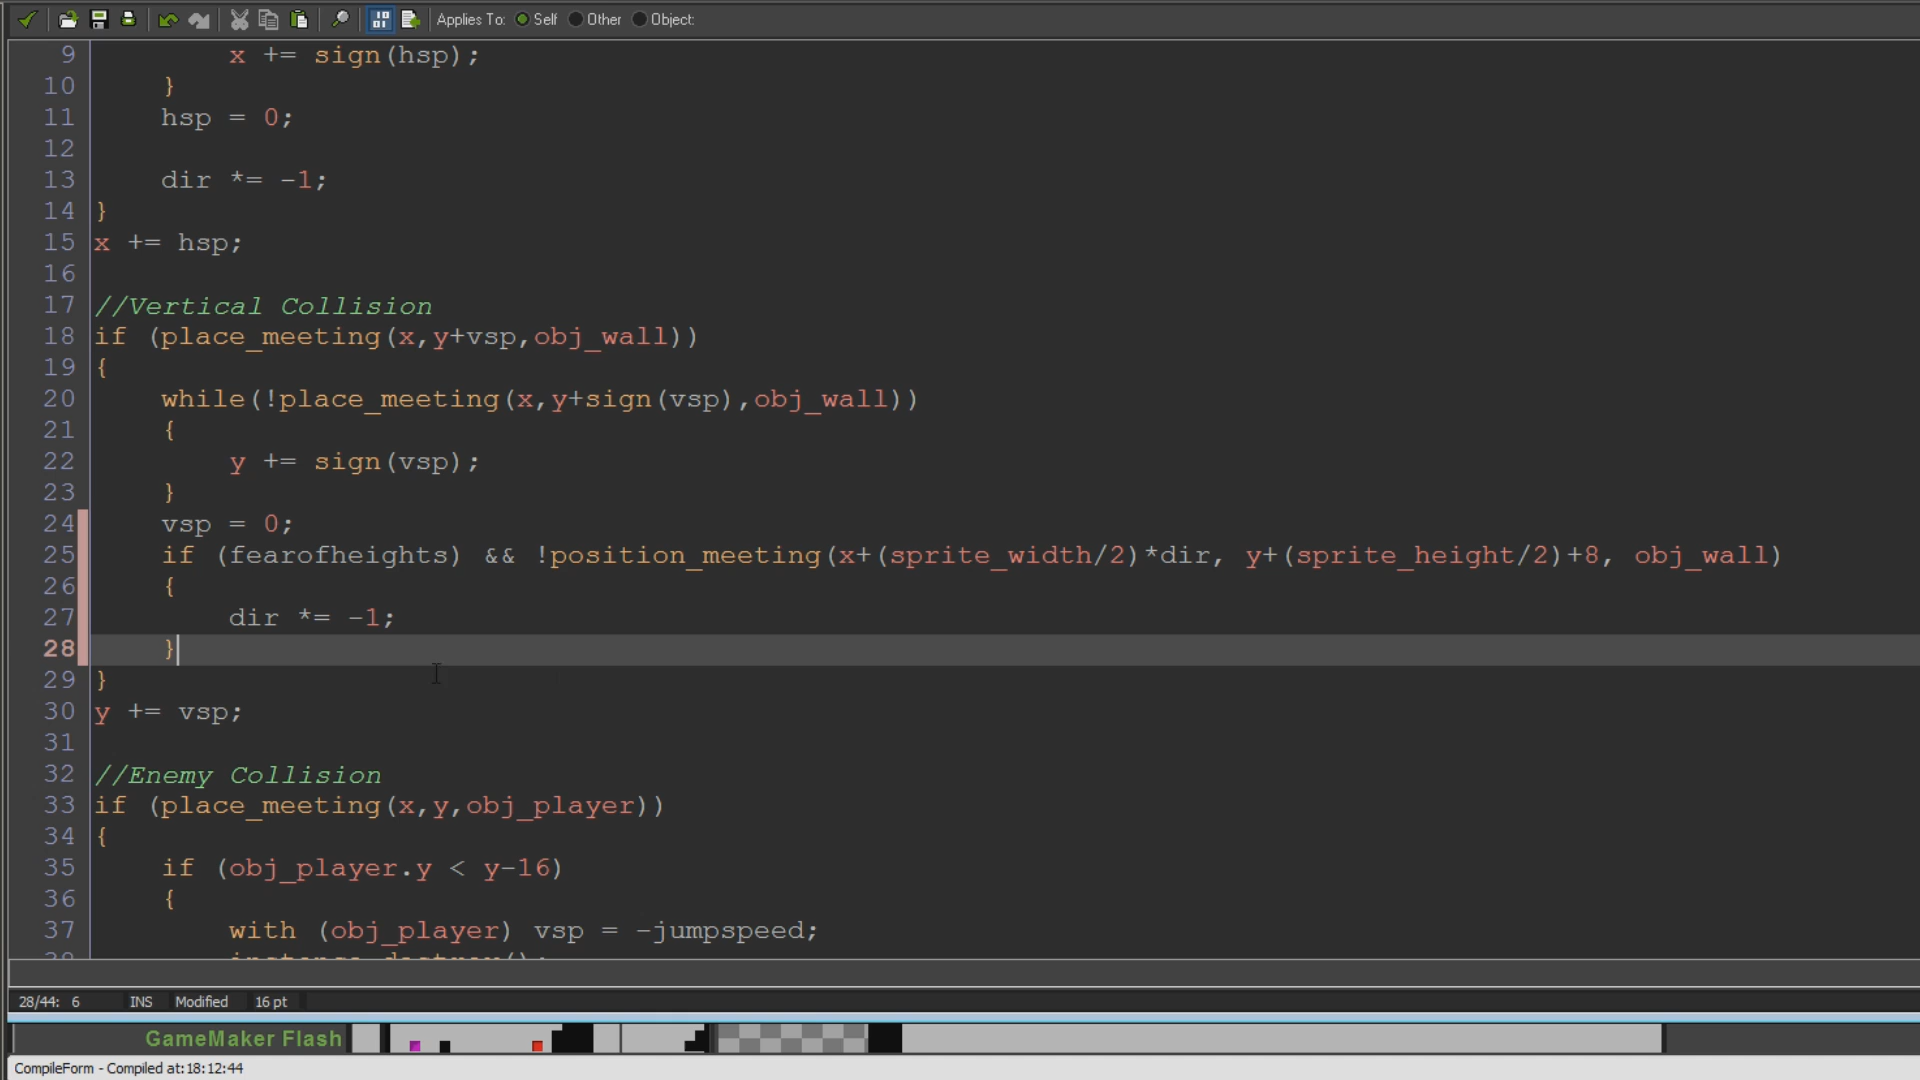 Applies To: Self Other Object:
9 x += sign(hsp);
10 }
11 hsp = 0;
12
13 dir *= -1;
14 }
15 x += hsp;
16
17 //Vertical Collision
18 if (place_meeting(x,y+vsp,obj_wall))
19 {
20 while(!place_meeting(x,y+sign(vsp),obj_wall))
21 {
22 y += sign(vsp);
23 }
24 vsp = 0;
25 if (fearofheights) && !position_meeting(x+(sprite_width/2)*dir, y+(sprite_height/2)+8, obj_wall)
26 {
27 dir *= -1;
28 }
29 }
30 y += vsp;
31
32 //Enemy Collision
33 if (place_meeting(x,y,obj_player))
34 {
35 if (obj_player.y < y-16)
36 {
37 with (obj_player) vsp = -jumpspeed;
38 instance_destroy();
28/44: 6 INS Modified 16 pt
GameMaker Flash
CompileForm - Compiled at:18:12:44